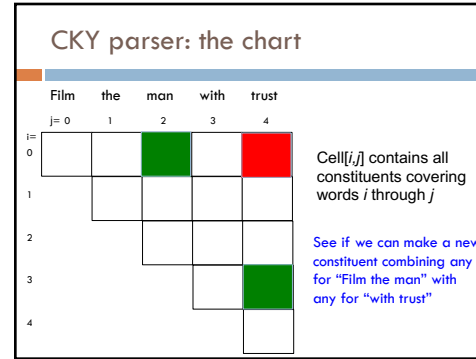 CKY parser: the chart
Film the man with trust
j= 0 1 2 3 4
i=
0
Cell[i,j] contains all
constituents covering
words i through j
1
2
See if we can make a new
constituent combining any
for “Film the man” with
any for “with trust”
3
4